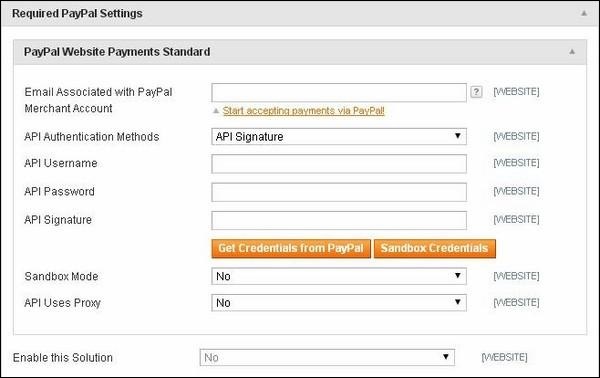 Required PayPal Settings
PayPal Website Payments Standard
Email Associated with PayPal ? [WEBSITE]
Merchant Account
Start accepting payments via PayPal!
API Authentication Methods API Signature [WEBSITE]
API Username [WEBSITE]
API Password [WEBSITE]
API Signature [WEBSITE]
Get Credentials from PayPal Sandbox Credentials
Sandbox Mode No [WEBSITE]
API Uses Proxy No [WEBSITE]
Enable this Solution No [WEBSITE]